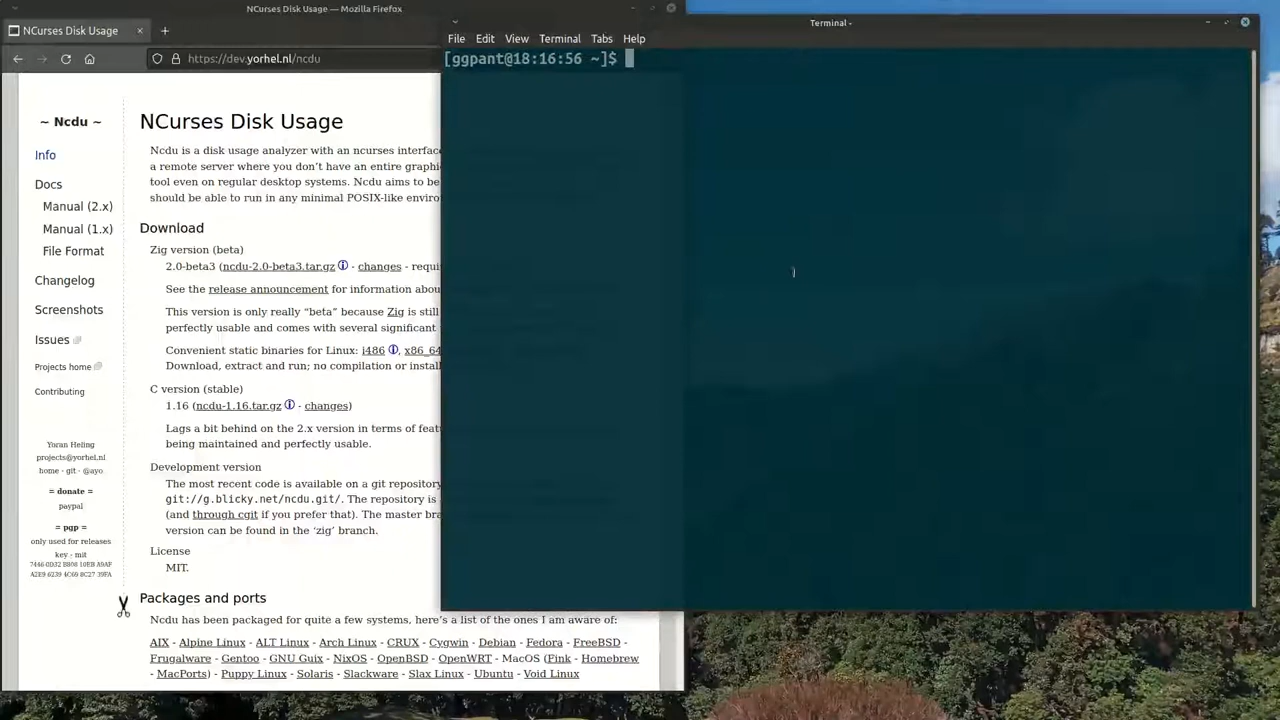 NCurses Disk Usage — Mozilla Firefox
NCurses Disk Usage
https://dev.yorhel.nl/ncdu
~ Ncdu ~
Info
Docs
Manual (2.x)
Manual (1.x)
File Format
Changelog
Screenshots
Issues
Projects home
Contributing
Yoran Heling
projects@yorhel.nl
home - git - @ayo
= donate =
paypal
= pgp =
only used for releases
key - mit
NCurses Disk Usage
Ncdu is a disk usage analyzer with an ncurses interfac
a remote server where you don't have an entire graphi
tool even on regular desktop systems. Ncdu aims to be
should be able to run in any minimal POSIX-like enviro
Download
Zig version (beta)
2.0-beta3 (ncdu-2.0-beta3.tar.gz - changes - requi
See the release announcement for information abou
This version is only really “beta” because Zig is still
perfectly usable and comes with several significant
Convenient static binaries for Linux: i486 , x86_64
Download, extract and run; no compilation or instal
C version (stable)
1.16 (ncdu-1.16.tar.gz - changes)
Lags a bit behind on the 2.x version in terms of featu
being maintained and perfectly usable.
Development version
The most recent code is available on a git repository
git://g.blicky.net/ncdu.git/. The repository is
(and through cgit if you prefer that). The master bra
version can be found in the ‘zig’ branch.
License
MIT.
Packages and ports
Ncdu has been packaged for quite a few systems, here's a list of the ones I am aware of:
AIX - Alpine Linux - ALT Linux - Arch Linux - CRUX - Cygwin - Debian - Fedora - FreeBSD -
Frugalware - Gentoo - GNU Guix - NixOS - OpenBSD - OpenWRT - MacOS (Fink - Homebrew
- MacPorts) - Puppy Linux - Solaris - Slackware - Slax Linux - Ubuntu - Void Linux
Terminal -
File Edit View Terminal Tabs Help
[ggpant@18:16:56 ~]$